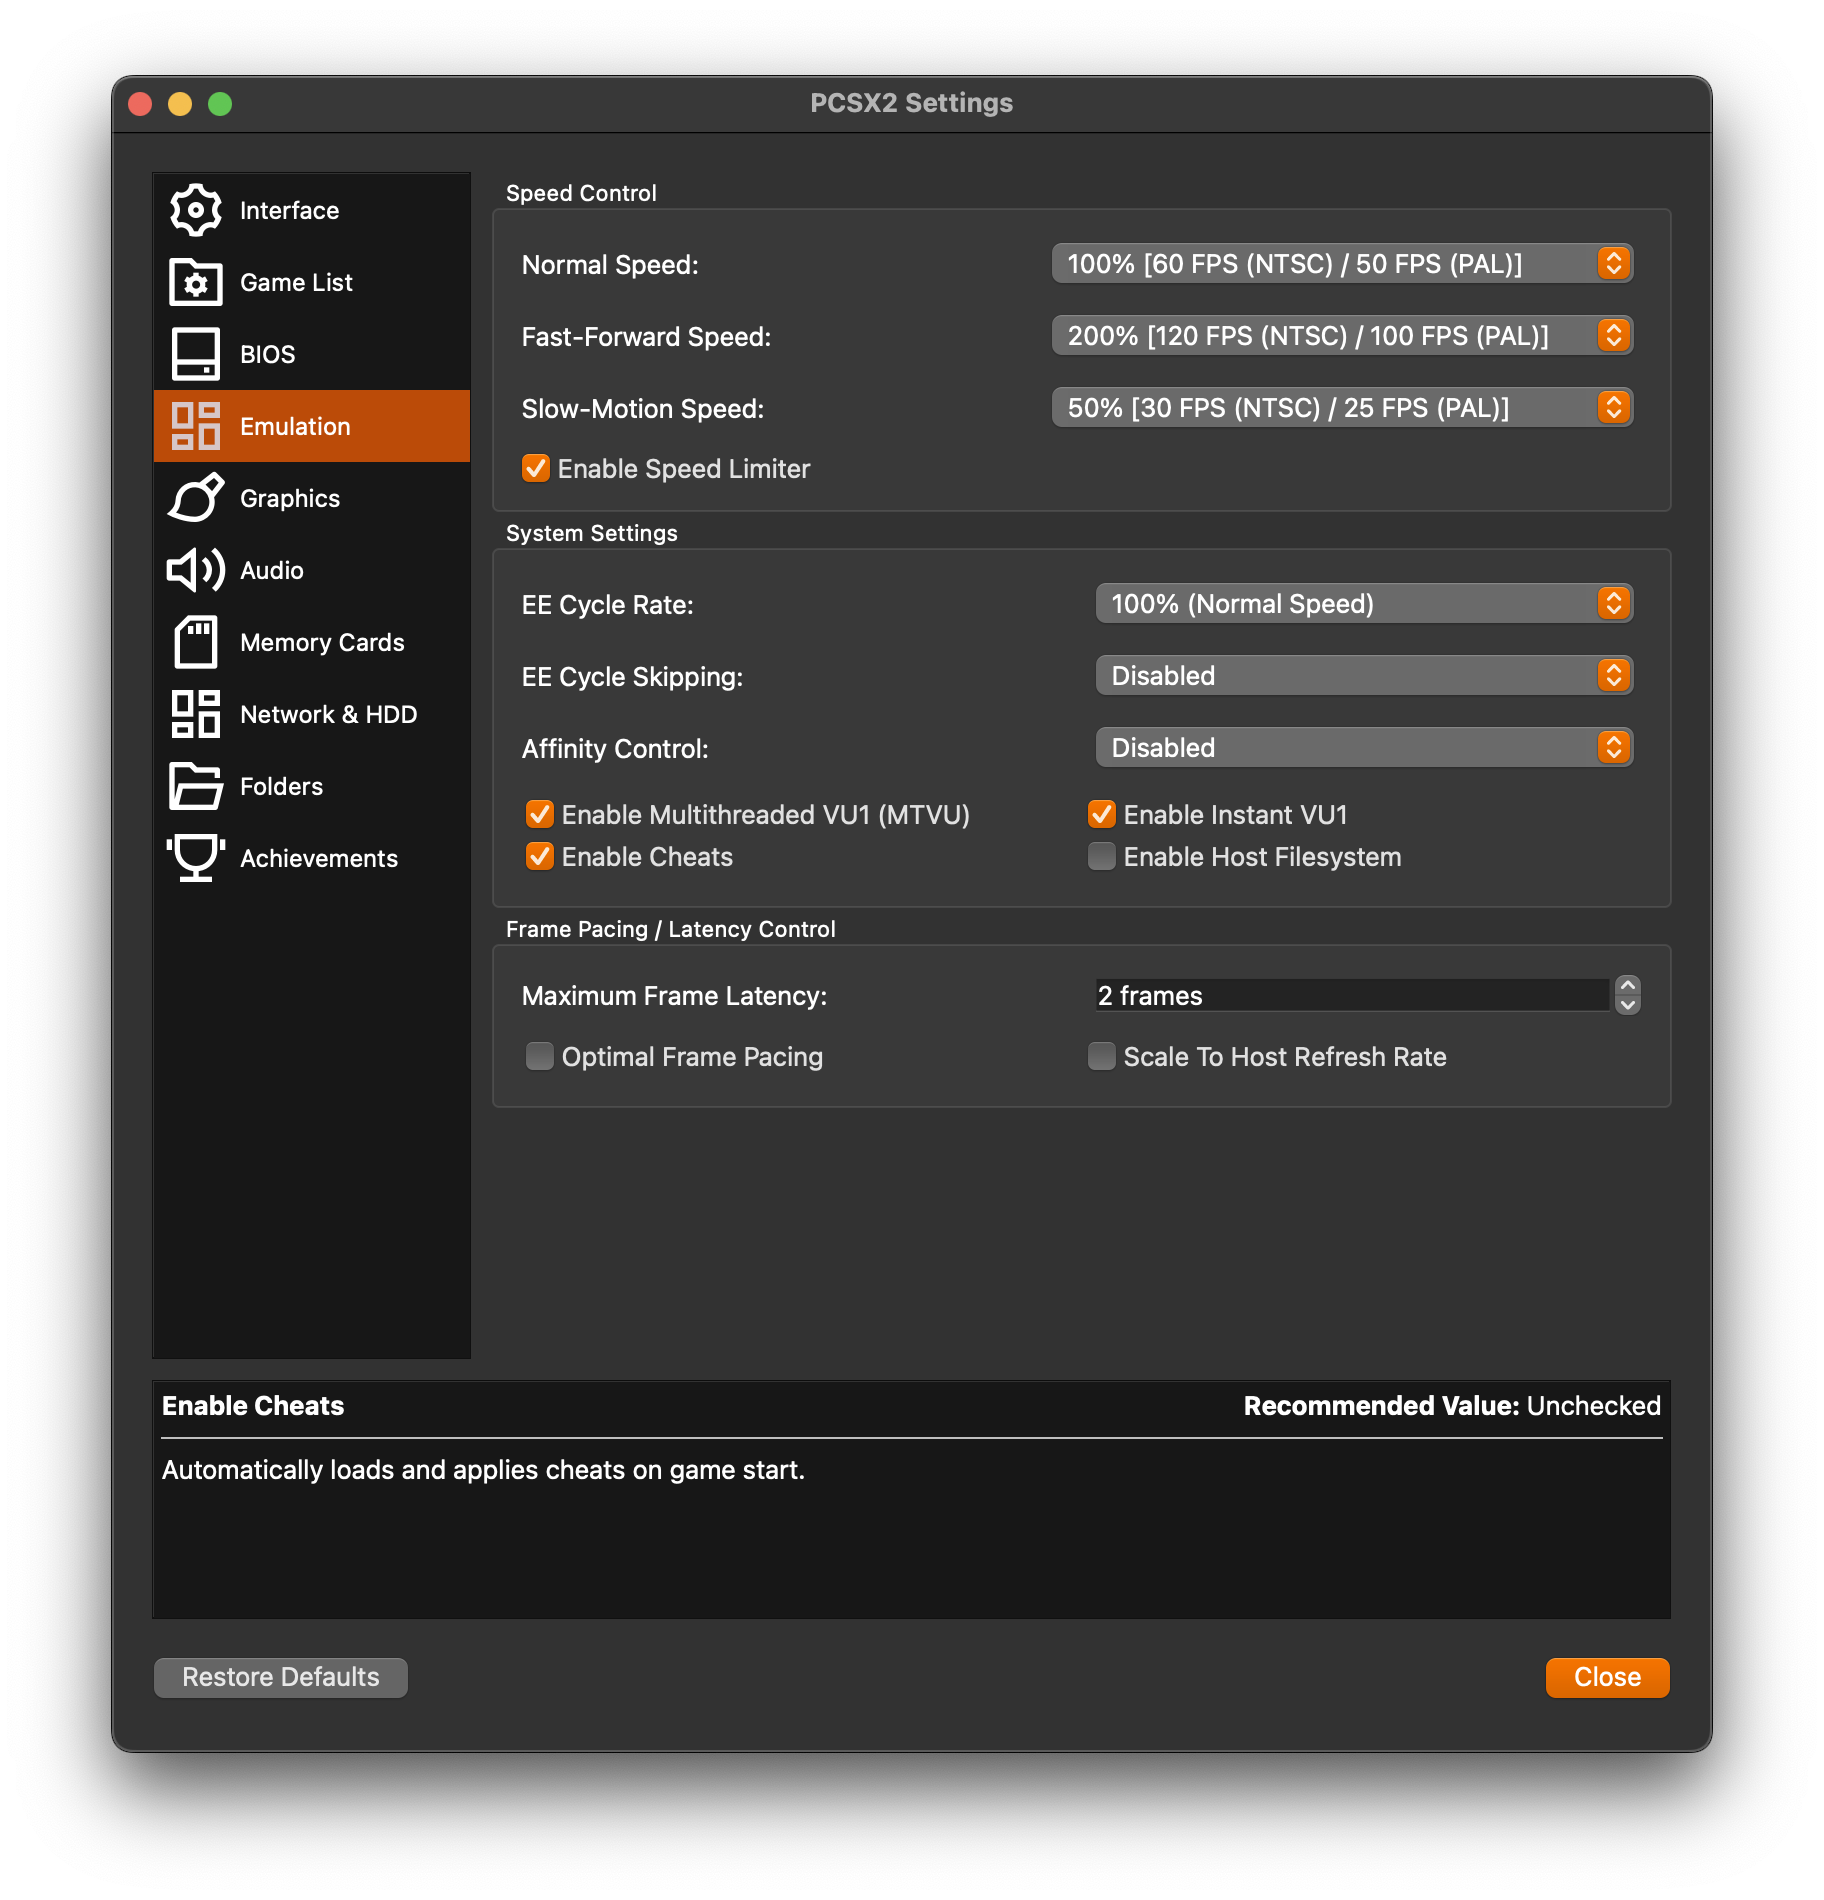 PCSX2 Settings
Interface
Game List
BIOS
Emulation
Graphics
Audio
Memory Cards
Network & HDD
Folders
Achievements
Speed Control
Normal Speed: 100% [60 FPS (NTSC) / 50 FPS (PAL)]
Fast-Forward Speed: 200% [120 FPS (NTSC) / 100 FPS (PAL)]
Slow-Motion Speed: 50% [30 FPS (NTSC) / 25 FPS (PAL)]
Enable Speed Limiter
System Settings
EE Cycle Rate: 100% (Normal Speed)
EE Cycle Skipping: Disabled
Affinity Control: Disabled
Enable Multithreaded VU1 (MTVU) Enable Instant VU1
Enable Cheats Enable Host Filesystem
Frame Pacing / Latency Control
Maximum Frame Latency: 2 frames
Optimal Frame Pacing Scale To Host Refresh Rate
Enable Cheats Recommended Value: Unchecked
Automatically loads and applies cheats on game start.
Restore Defaults Close